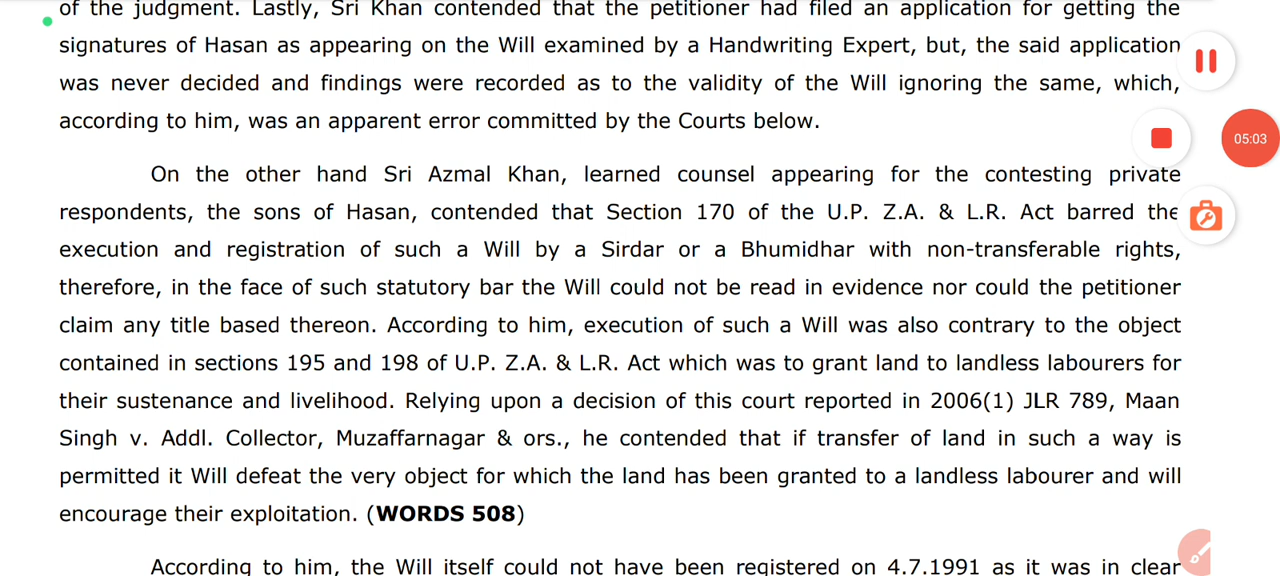 of the judgment. Lastly, Sri Khan contended that the petitioner had filed an application for getting the
signatures of Hasan as appearing on the Will examined by a Handwriting Expert, but, the said application
was never decided and findings were recorded as to the validity of the Will ignoring the same, which,
according to him, was an apparent error committed by the Courts below.
On the other hand Sri Azmal Khan, learned counsel appearing for the contesting private
respondents, the sons of Hasan, contended that Section 170 of the U.P. Z.A. & L.R. Act barred the
execution and registration of such a Will by a Sirdar or a Bhumidhar with non-transferable rights,
therefore, in the face of such statutory bar the Will could not be read in evidence nor could the petitioner
claim any title based thereon. According to him, execution of such a Will was also contrary to the object
contained in sections 195 and 198 of U.P. Z.A. & L.R. Act which was to grant land to landless labourers for
their sustenance and livelihood. Relying upon a decision of this court reported in 2006(1) JLR 789, Maan
Singh v. Addl. Collector, Muzaffarnagar & ors., he contended that if transfer of land in such a way is
permitted it Will defeat the very object for which the land has been granted to a landless labourer and will
encourage their exploitation. (WORDS 508)
According to him, the Will itself could not have been registered on 4.7.1991 as it was in clear
05:03